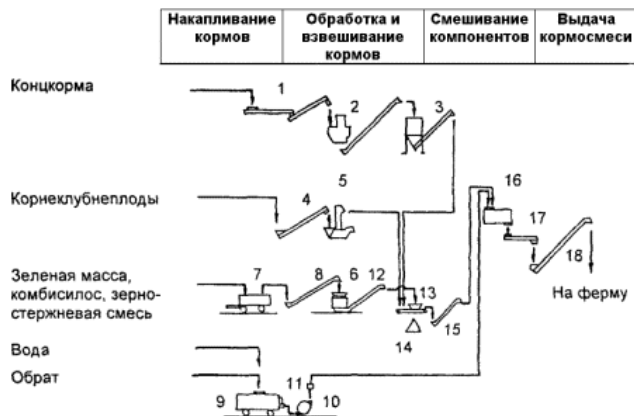 Накапливание кормов
Обработка и взвешивание кормов
Смешивание компонентов
Выдача кормосмеси
Концкорма
1
2
3
Корнеклубнеплоды
4
5
16
17
18
На ферму
Зеленая масса,
комбисилос, зерно-
стержневая смесь
7
8
6
12
13
14
15
Вода
Обрат
9
11
10